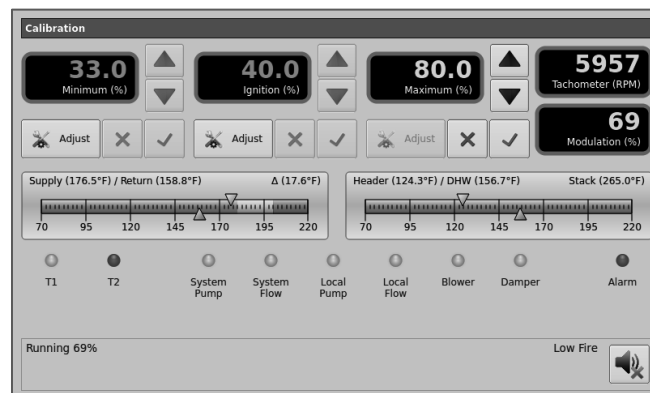 Calibration
33.0
Minimum (%)
40.0
Ignition (%)
80.0
Maximum (%)
5957
Tachometer (RPM)
Adjust
Adjust
Adjust
69
Modulation (%)
Supply (176.5°F) / Return (158.8°F) Δ (17.6°F)
70 95 120 145 170 195 220
Header (124.3°F) / DHW (156.7°F) Stack (265.0°F)
70 95 120 145 170 195 220
T1
T2
System
Pump
System
Flow
Local
Pump
Local
Flow
Blower
Damper
Alarm
Running 69%
Low Fire